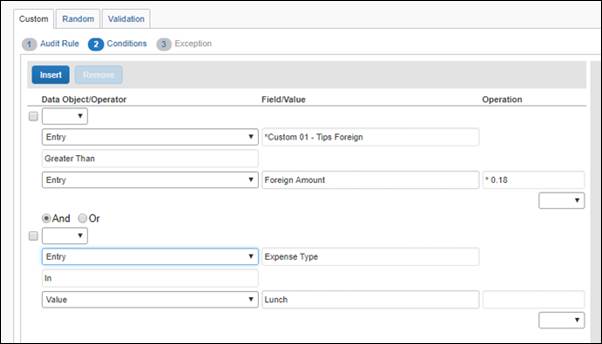 Custom Random Validation
1 Audit Rule 2 Conditions 3 Exception
Insert Remove
Data Object/Operator Field/Value Operation
Entry *Custom 01 - Tips Foreign
Greater Than
Entry Foreign Amount * 0.18
And Or
Entry Expense Type
In
Value Lunch